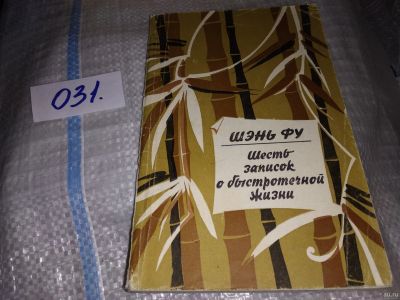 031.
ШЭНЬ ФУ
Шесть
записок
о быстротечной
жизни